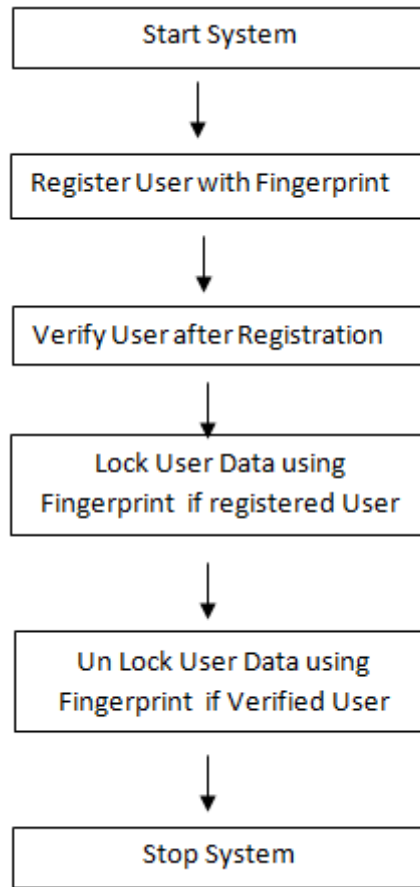 Start System
Register User with Fingerprint
Verify User after Registration
Lock User Data using
Fingerprint if registered User
Un Lock User Data using
Fingerprint if Verified User
Stop System